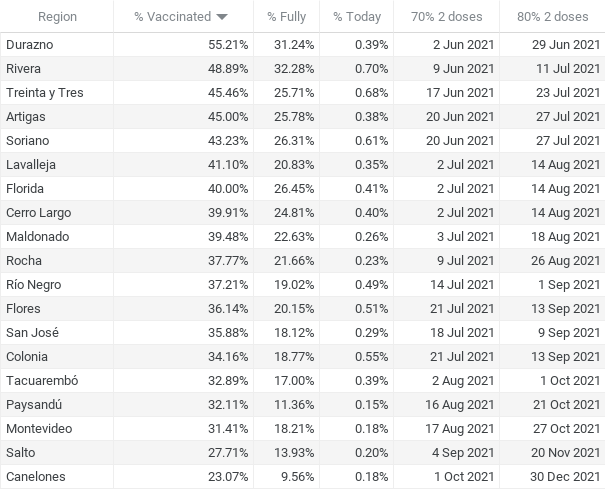 Region % Vaccinated % Fully % Today 70% 2 doses 80% 2 doses
Durazno 55.21% 31.24% 0.39% 2 Jun 2021 29 Jun 2021
Rivera 48.89% 32.28% 0.70% 9 Jun 2021 11 Jul 2021
Treinta y Tres 45.46% 25.71% 0.68% 17 Jun 2021 23 Jul 2021
Artigas 45.00% 25.78% 0.38% 20 Jun 2021 27 Jul 2021
Soriano 43.23% 26.31% 0.61% 20 Jun 2021 27 Jul 2021
Lavalleja 41.10% 20.83% 0.35% 2 Jul 2021 14 Aug 2021
Florida 40.00% 26.45% 0.41% 2 Jul 2021 14 Aug 2021
Cerro Largo 39.91% 24.81% 0.40% 2 Jul 2021 14 Aug 2021
Maldonado 39.48% 22.63% 0.26% 3 Jul 2021 18 Aug 2021
Rocha 37.77% 21.66% 0.23% 9 Jul 2021 26 Aug 2021
Río Negro 37.21% 19.02% 0.49% 14 Jul 2021 1 Sep 2021
Flores 36.14% 20.15% 0.51% 21 Jul 2021 13 Sep 2021
San José 35.88% 18.12% 0.29% 18 Jul 2021 9 Sep 2021
Colonia 34.16% 18.77% 0.55% 21 Jul 2021 13 Sep 2021
Tacuarembó 32.89% 17.00% 0.39% 2 Aug 2021 1 Oct 2021
Paysandú 32.11% 11.36% 0.15% 16 Aug 2021 21 Oct 2021
Montevideo 31.41% 18.21% 0.18% 17 Aug 2021 27 Oct 2021
Salto 27.71% 13.93% 0.20% 4 Sep 2021 20 Nov 2021
Canelones 23.07% 9.56% 0.18% 1 Oct 2021 30 Dec 2021